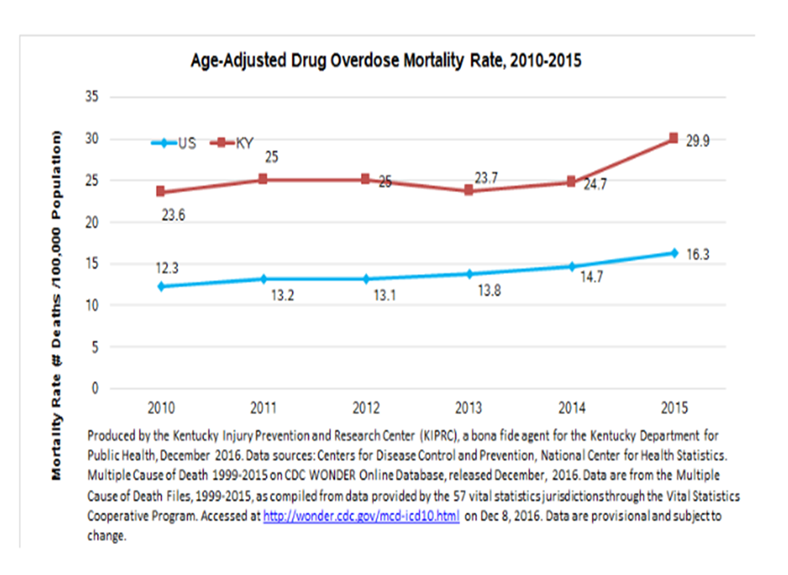 Age-Adjusted Drug Overdose Mortality Rate, 2010-2015
Mortality Rate (# Deaths /100,000 Population)
35
30
25
20
15
10
5
0
US KY
23.6
25
25
23.7
24.7
29.9
12.3
13.2
13.1
13.8
14.7
16.3
2010 2011 2012 2013 2014 2015
Produced by the Kentucky Injury Prevention and Research Center (KIPRC), a bona fide agent for the Kentucky Department for
Public Health, December 2016. Data sources: Centers for Disease Control and Prevention, National Center for Health Statistics.
Multiple Cause of Death 1999-2015 on CDC WONDER Online Database, released December, 2016. Data are from the Multiple
Cause of Death Files, 1999-2015, as compiled from data provided by the 57 vital statistics jurisdictions through the Vital Statistics
Cooperative Program. Accessed at http://wonder.cdc.gov/mcd-icd10.html on Dec 8, 2016. Data are provisional and subject to
change.